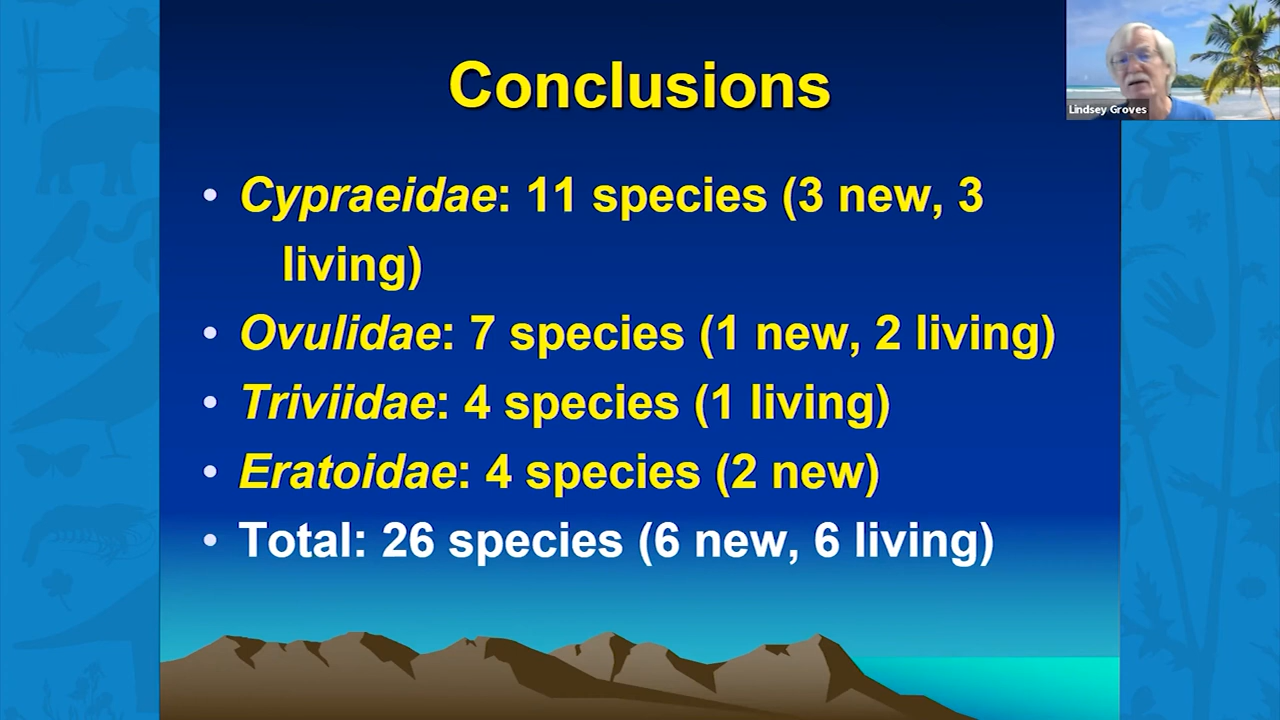 Conclusions
Lindsey Groves
• Cypraeidae: 11 species (3 new, 3
living)
• Ovulidae: 7 species (1 new, 2 living)
• Triviidae: 4 species (1 living)
• Eratoidae: 4 species (2 new)
• Total: 26 species (6 new, 6 living)